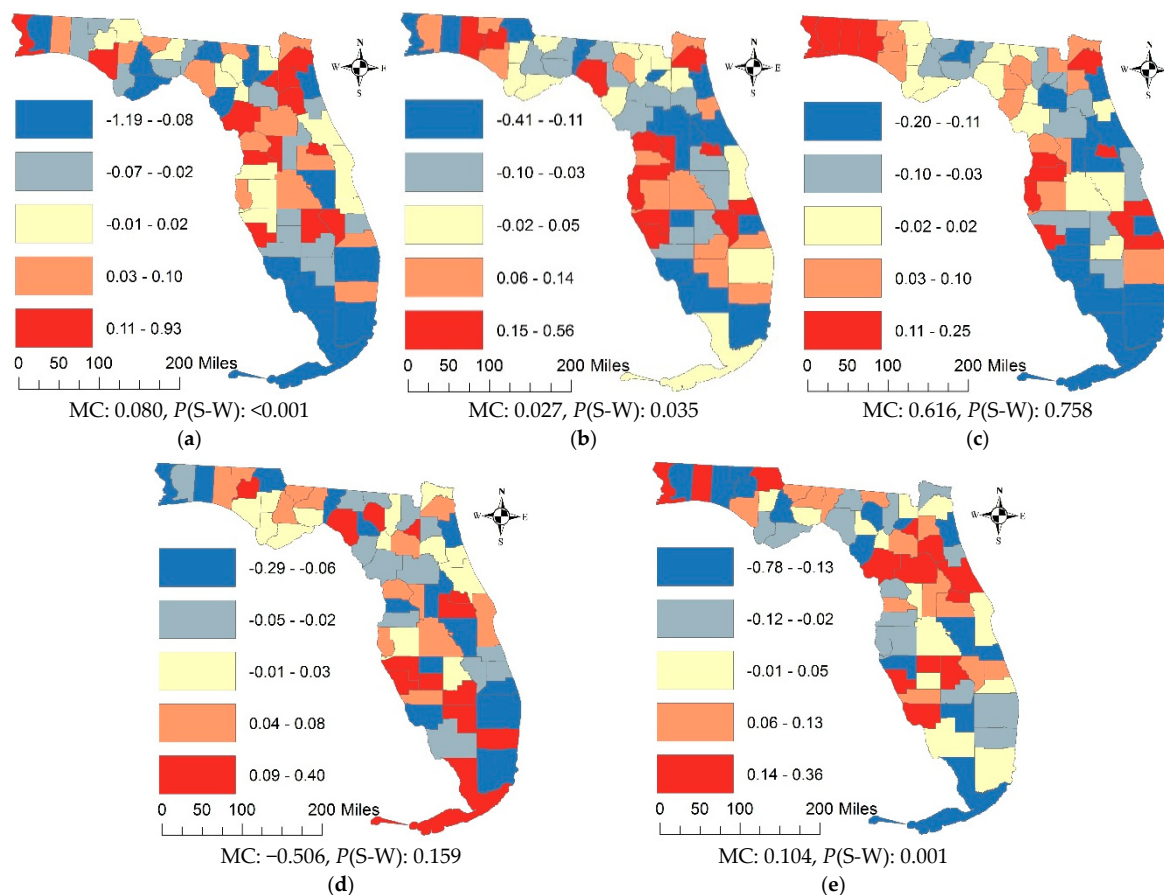 N
W E
S
-1.19 - -0.08
-0.07 - -0.02
-0.01 - 0.02
0.03 - 0.10
0.11 - 0.93
0 50 100 200 Miles
MC: 0.080, P(S-W): <0.001
(a)
N
W E
S
-0.41 - -0.11
-0.10 - -0.03
-0.02 - 0.05
0.06 - 0.14
0.15 - 0.56
0 50 100 200 Miles
MC: 0.027, P(S-W): 0.035
(b)
N
W E
S
-0.20 - -0.11
-0.10 - -0.03
-0.02 - 0.02
0.03 - 0.10
0.11 - 0.25
0 50 100 200 Miles
MC: 0.616, P(S-W): 0.758
(c)
N
W E
S
-0.29 - -0.06
-0.05 - -0.02
-0.01 - 0.03
0.04 - 0.08
0.09 - 0.40
0 50 100 200 Miles
MC: −0.506, P(S-W): 0.159
(d)
N
W E
S
-0.78 - -0.13
-0.12 - -0.02
-0.01 - 0.05
0.06 - 0.13
0.14 - 0.36
0 50 100 200 Miles
MC: 0.104, P(S-W): 0.001
(e)